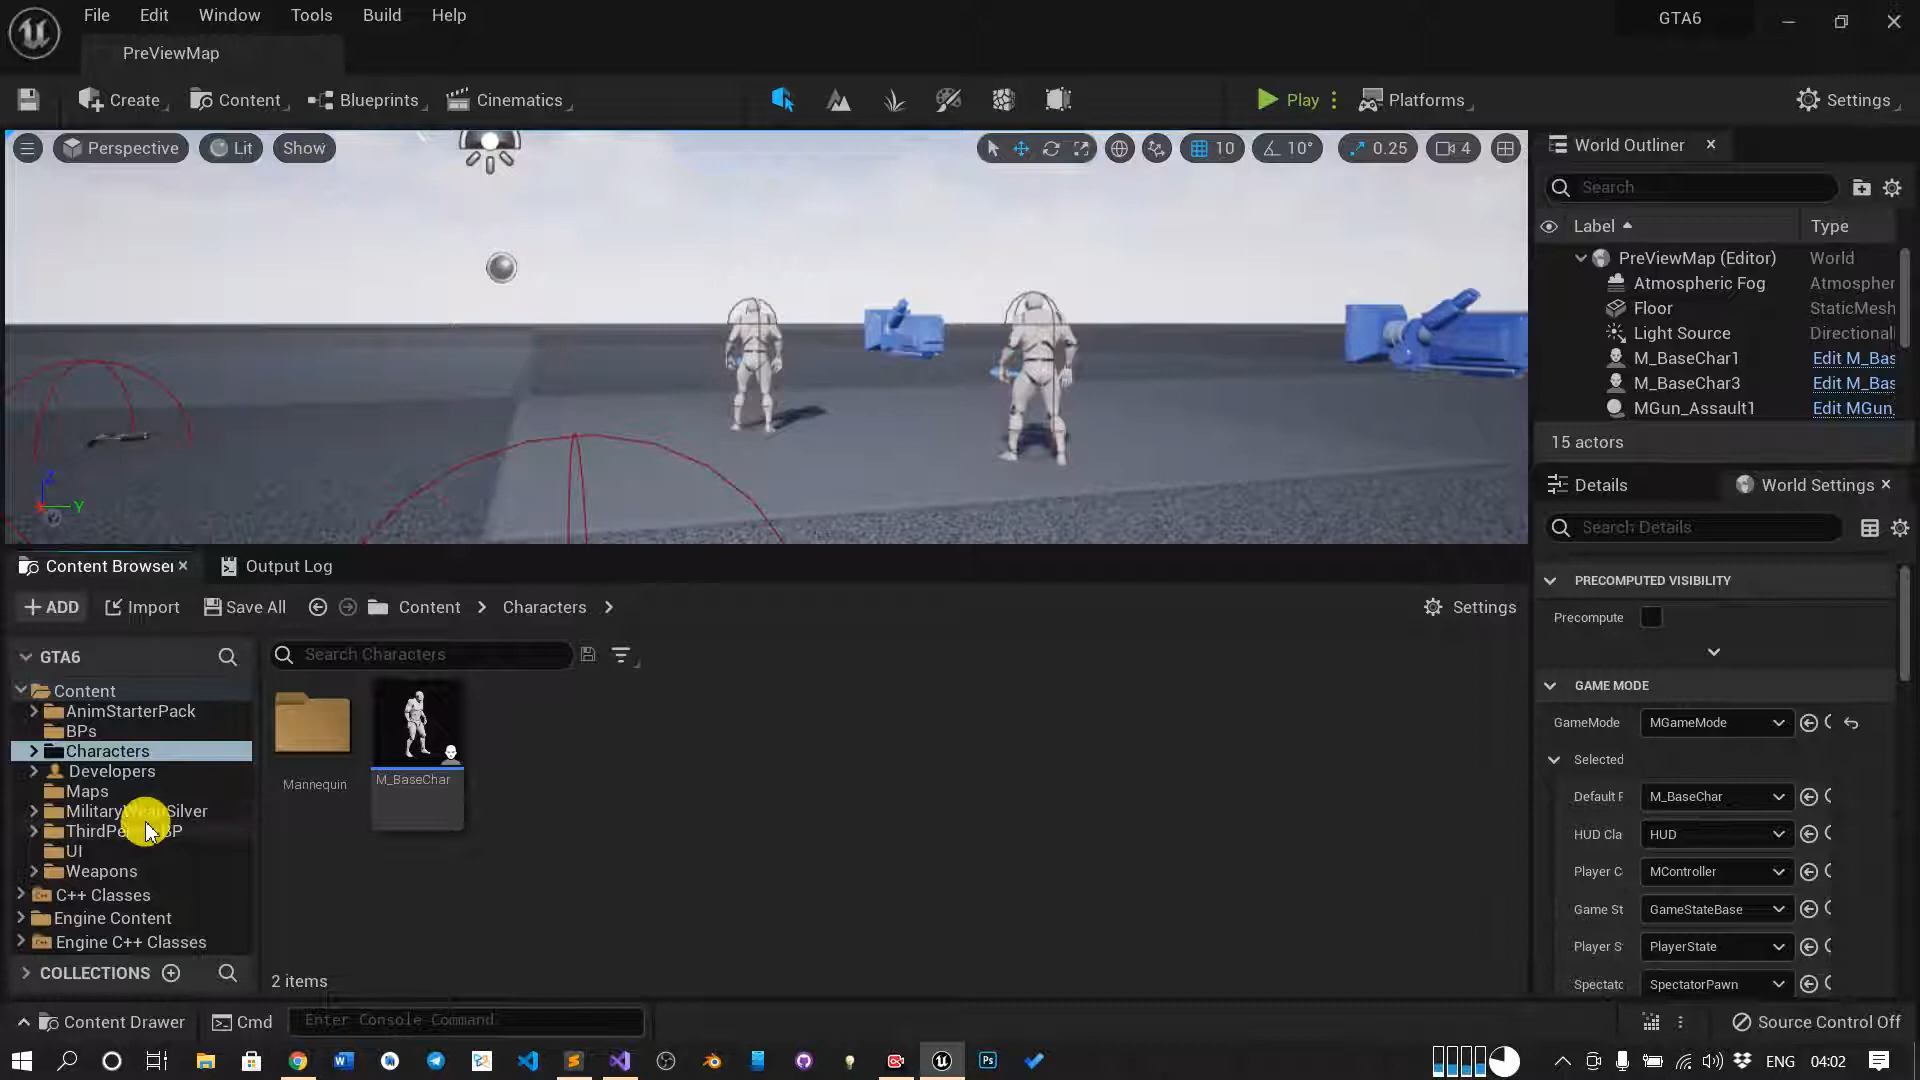 File Edit Window Tools Build Help
GTA6
PreViewMap
Create Content Blueprints Cinematics Play Platforms Settings
Perspective Lit Show 10 10° 0.25 4
World Outliner
Search
Label Type
PreViewMap (Editor) World
Atmospheric Fog Atmospher
Floor StaticMesh
Light Source Directional
M_BaseChar1 Edit M_Bas
M_BaseChar3 Edit M_Bas
MGun_Assault1 Edit MGun_
15 actors
Z
Y
Details World Settings
Search Details
PRECOMPUTED VISIBILITY
Precompute
GAME MODE
GameMode MGameMode
Selected
Default P M_BaseChar
HUD Cla HUD
Player C MController
Game St GameStateBase
Player S PlayerState
Spectatc SpectatorPawn
Content Browser Output Log
ADD Import Save All Content Characters Settings
GTA6
Search Characters
Content
AnimStarterPack
BPs
Characters
Developers
Maps
UI
Weapons
C++ Classes
Engine Content
Engine C++ Classes
COLLECTIONS
Mannequin
M_BaseChar
2 items
Content Drawer Cmd Enter Console Command Source Control Off
ENG 04:02